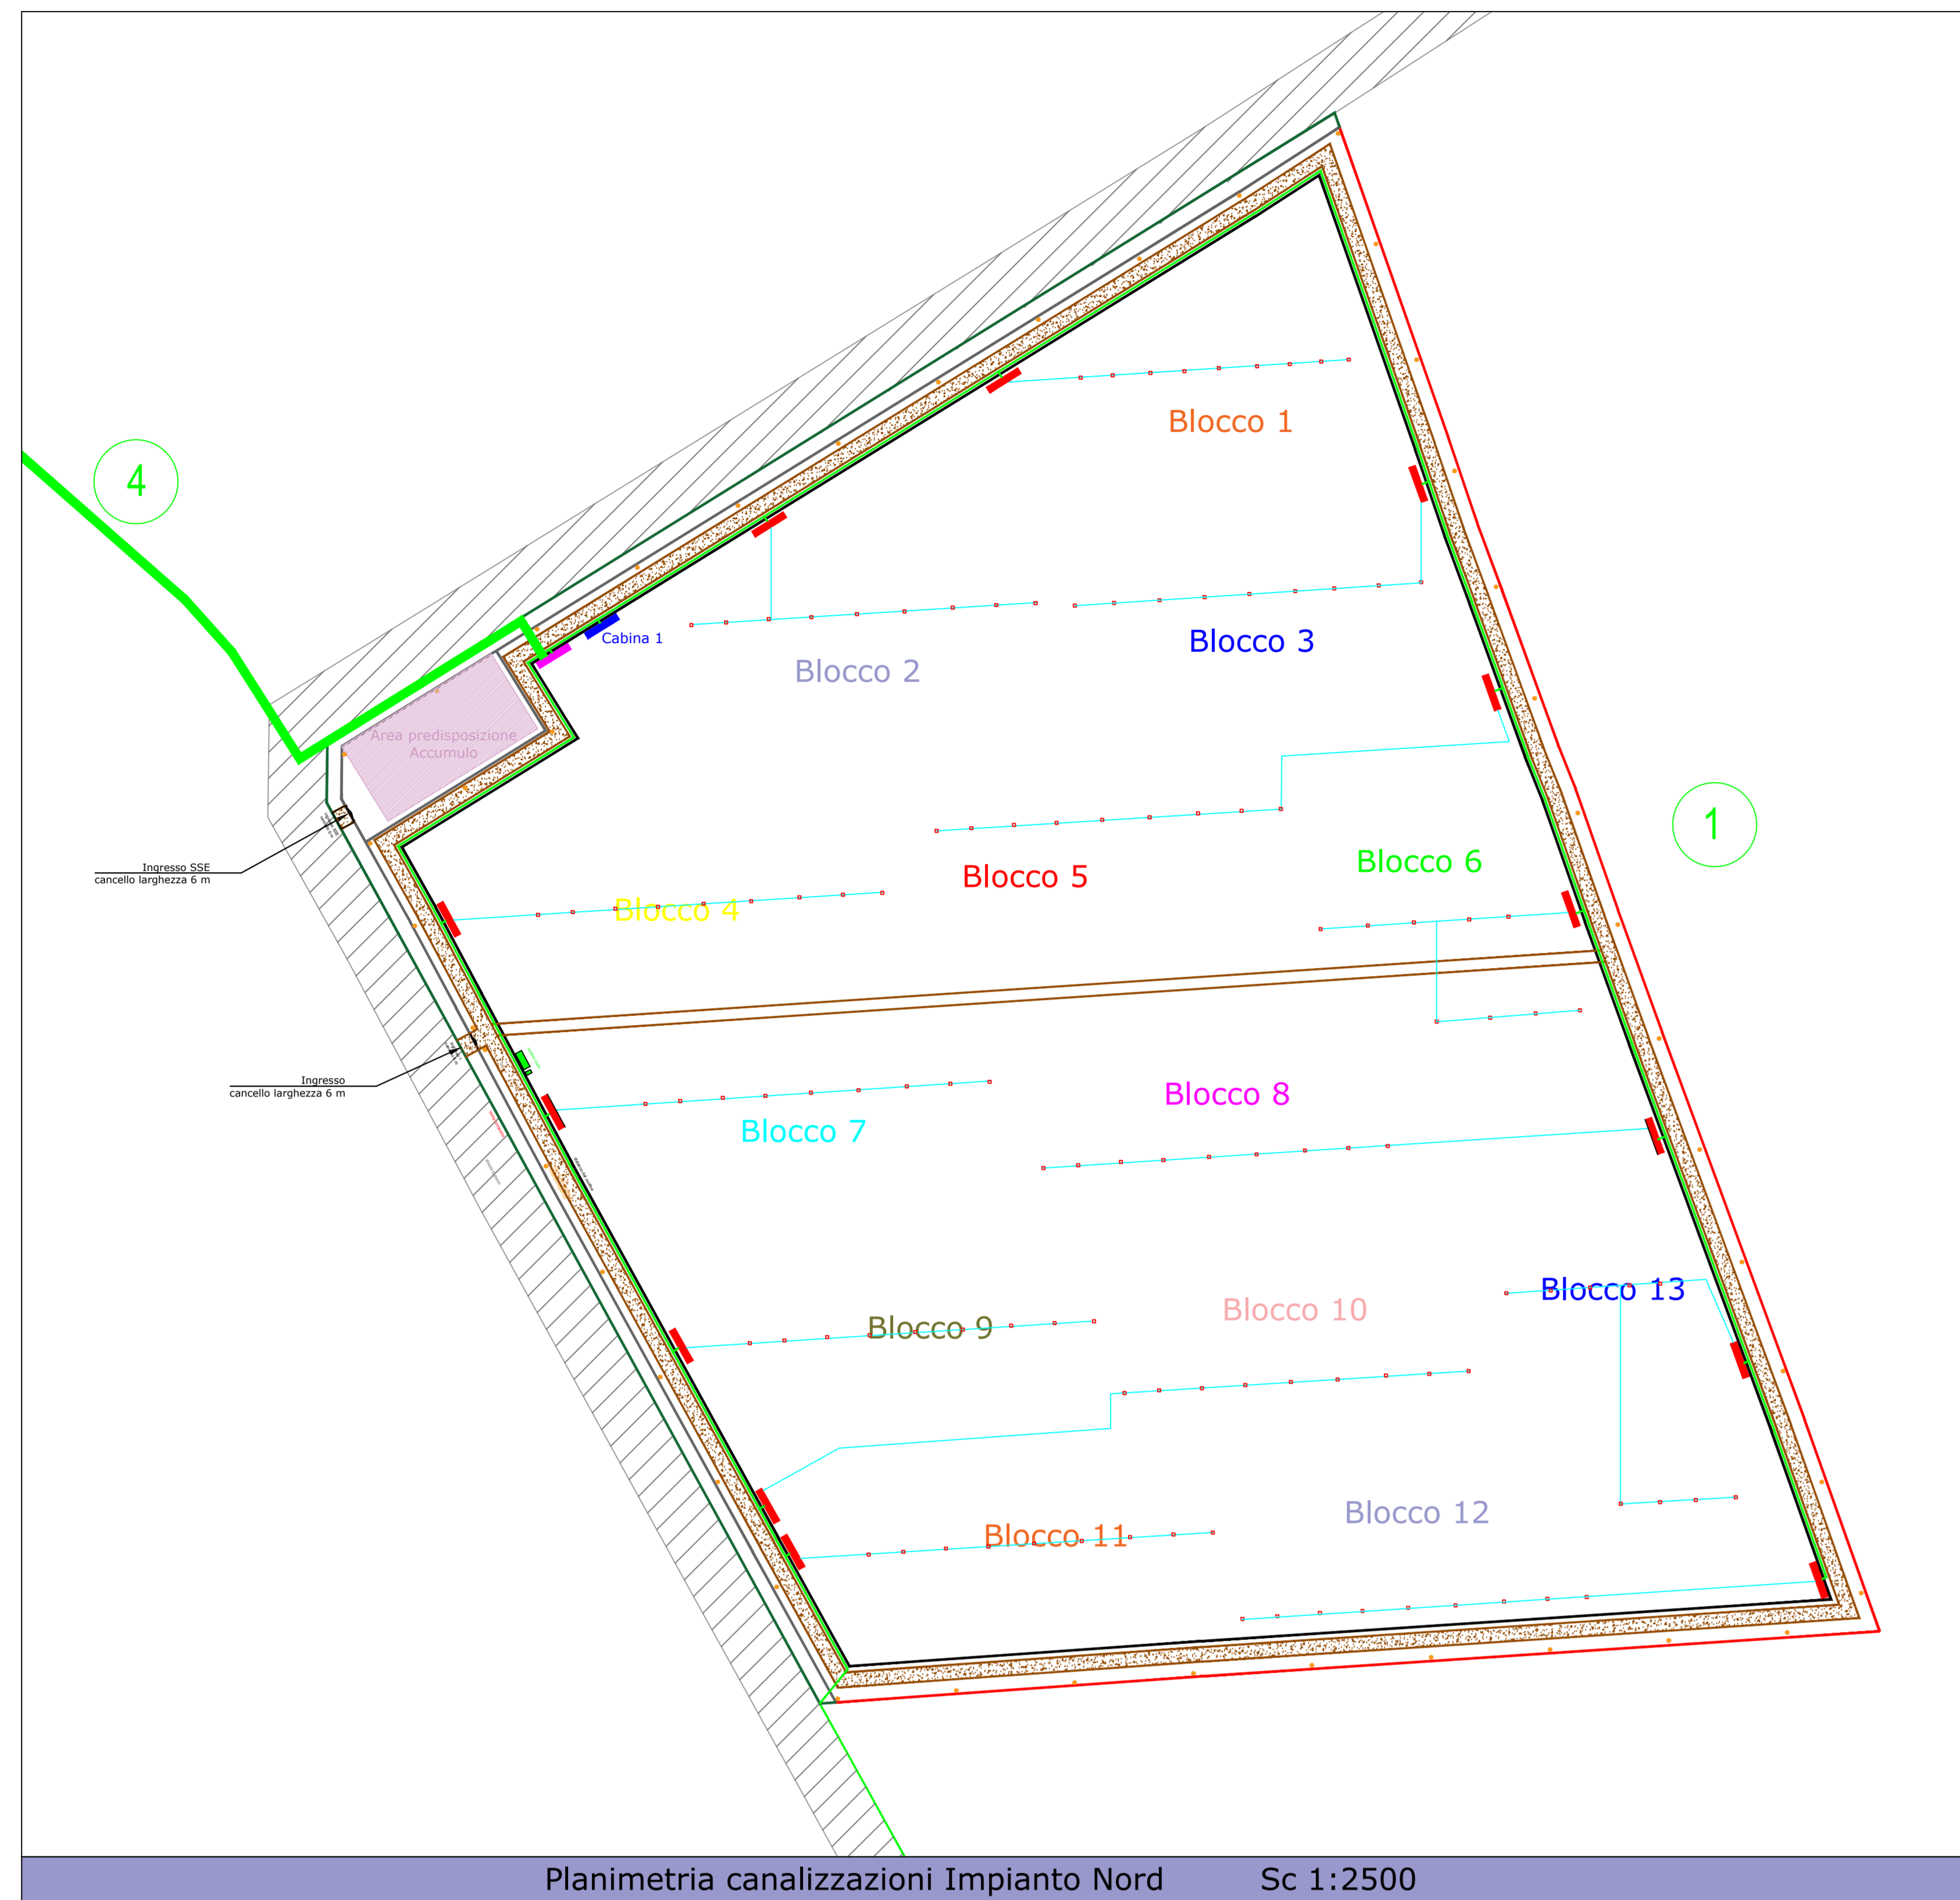 Blocco 1
4
Cabina 1
Blocco 3
Blocco 2
Area predisposizione
Accumulo
1
Ingresso SSE
cancello larghezza 6 m
Blocco 6
Blocco 5
Blocco 4
Ingresso
cancello larghezza 6 m
Blocco 8
Blocco 7
Blocco 13
Blocco 10
Blocco 9
Blocco 12
Blocco 11
Planimetria canalizzazioni Impianto Nord Sc 1:2500